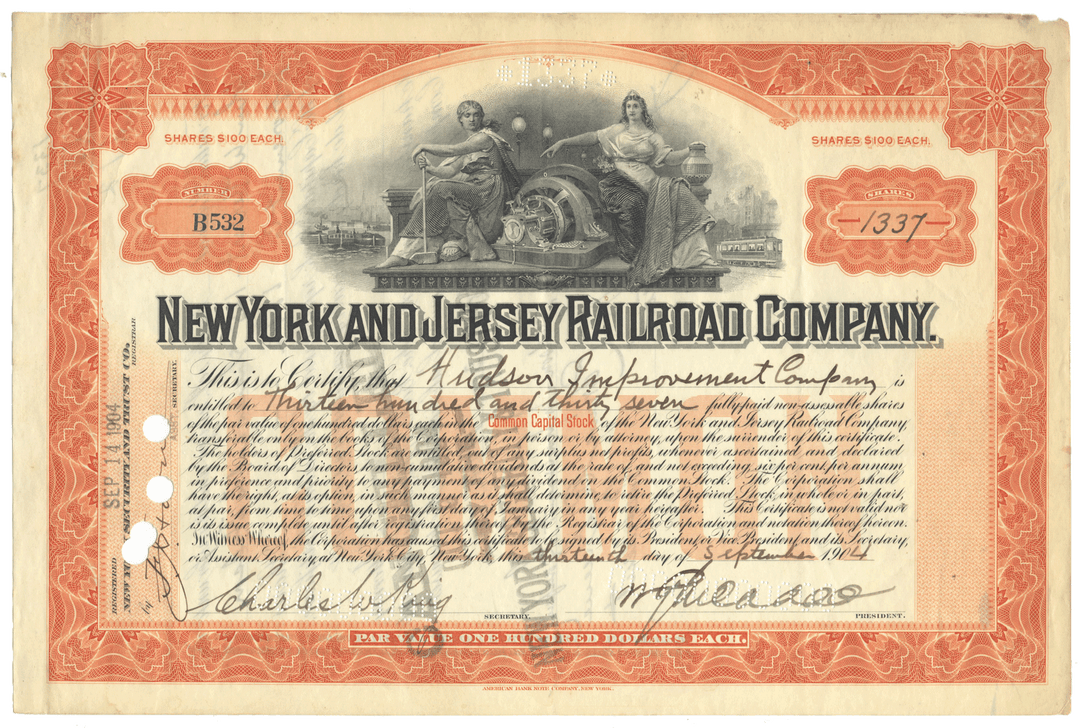 *1337*
SHARES $100 EACH.
SHARES $100 EACH.
NUMBER
B532
SHARES
1337
NEW YORK AND JERSEY RAILROAD COMPANY.
This is to Certify that Hudson Improvement Company is
entitled to Thirteen hundred and thirty seven fully paid non-assessable shares
of the par value of one hundred dollars each in the Common Capital Stock of the New York and Jersey Railroad Company,
transferable only on the books of the Corporation, in person or by attorney, upon the surrender of this certificate.
The holders of Preferred Stock are entitled, out of any surplus net profits, whenever ascertained and declared
by the Board of Directors, to cumulative dividends at the rate of, and not exceeding six per cent, per annum,
in preference and priority to any payment of any dividend on the Common Stock. The Corporation shall
have the right, at its option in such manner as it shall determine to retire the Preferred Stock, in whole or in part,
at par, from time to time upon the first day of January in any year hereafter. This Certificate is not valid nor
is its issue complete until after registration thereof by the Registrar of the Corporation and notation thereof hereon.
In Witness Whereof, the Corporation has caused this certificate to be signed by its President, or Vice-President and its Secretary,
or Assistant Secretary, at New York City, New York, this thirteenth day of September 1904
Charles W. King
SECRETARY.
W G McAdoo
PRESIDENT.
PAR VALUE ONE HUNDRED DOLLARS EACH.
AMERICAN BANK NOTE COMPANY, NEW YORK.
REGISTERED
SEP 14 1904
REGISTRAR
by
SECRETARY.
COMMON